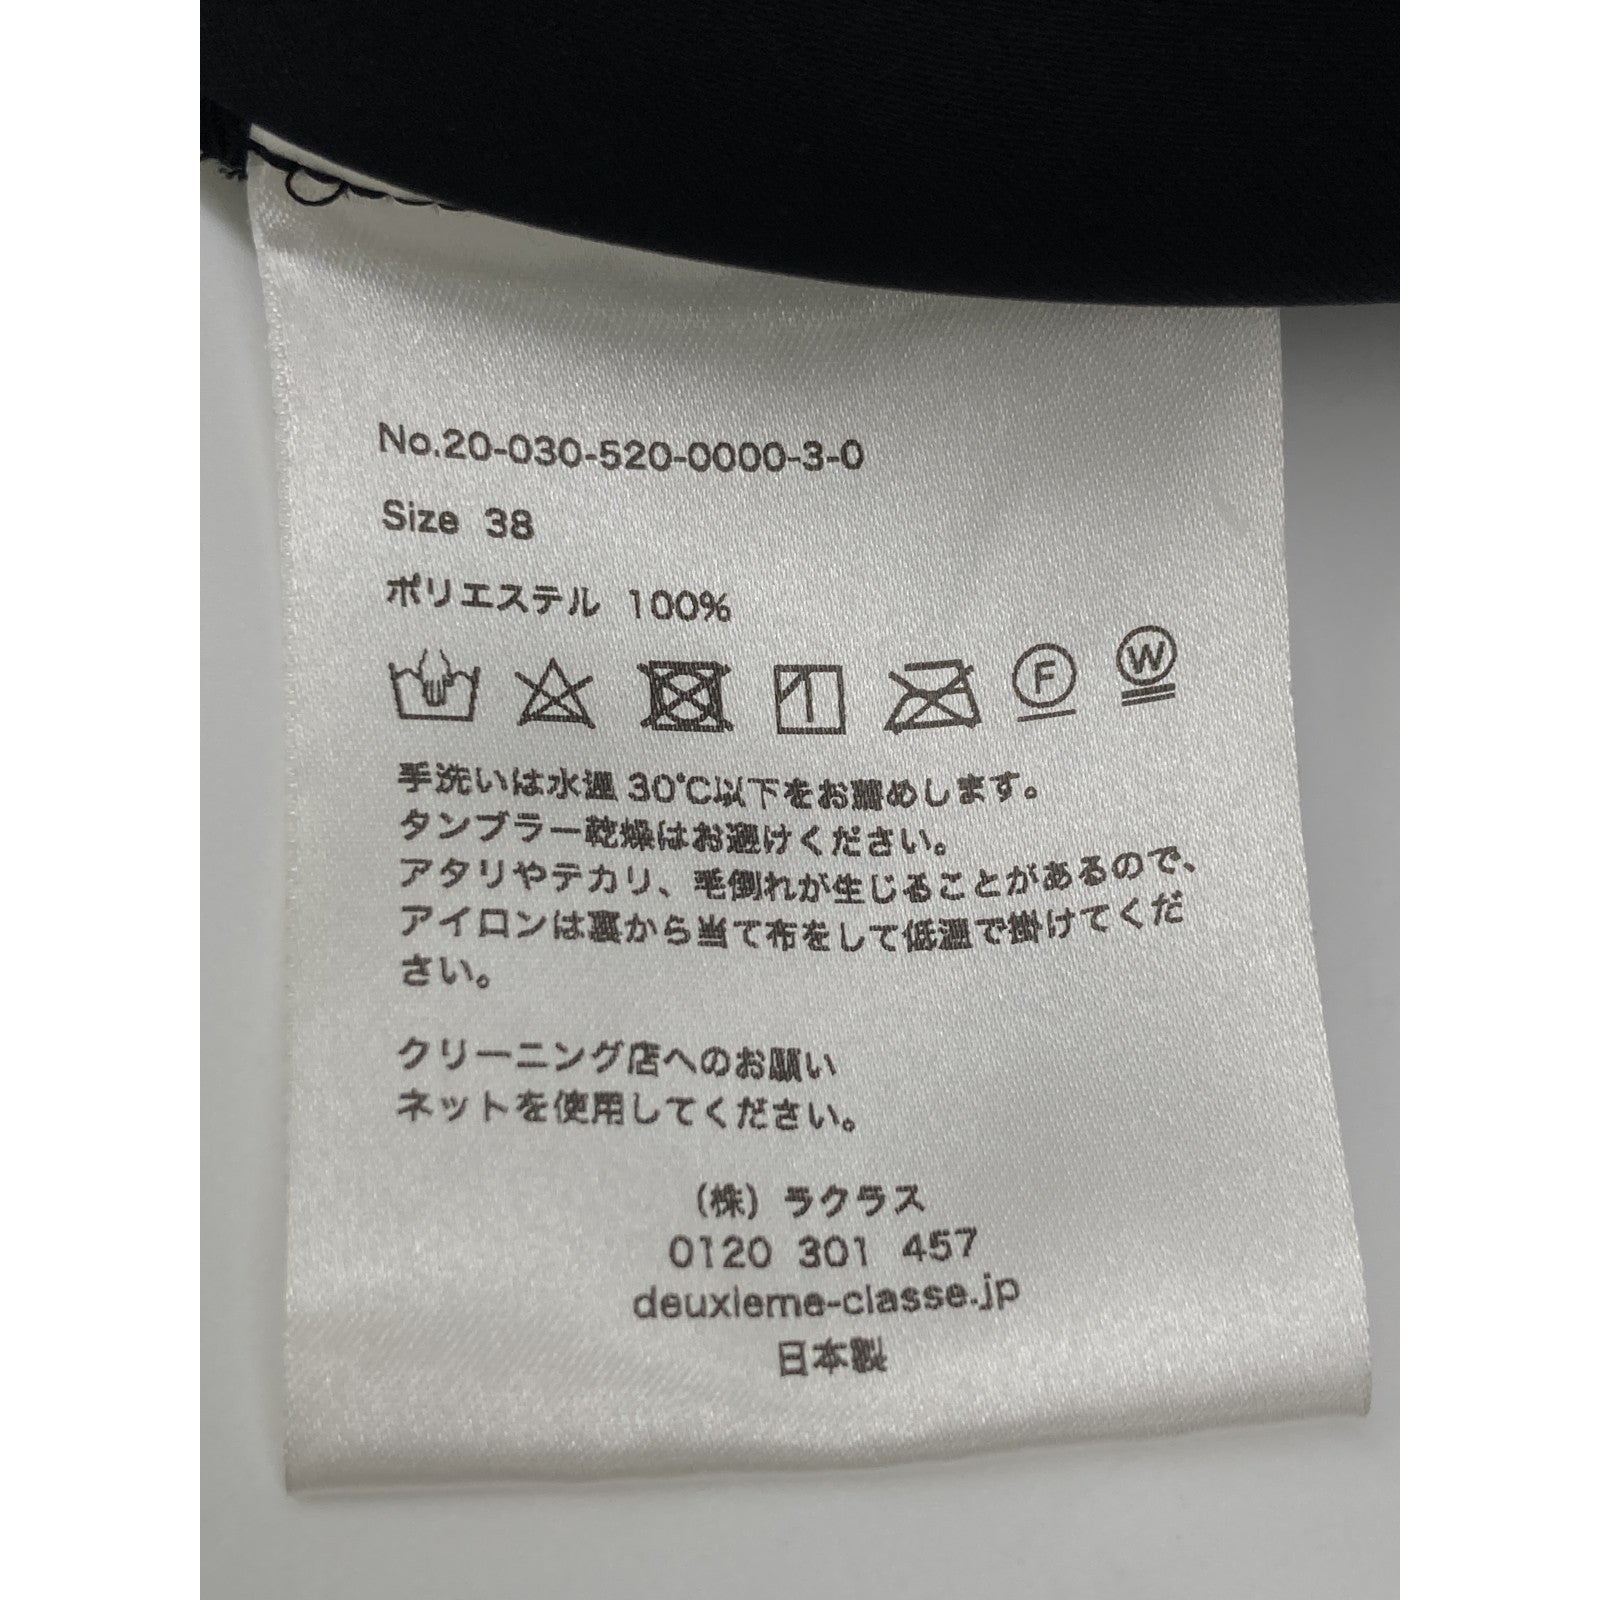 No.20-030-520-0000-3-0
Size 38
ポリエステル 100%
F W
手洗いは水温30℃以下をお薦めします。
タンブラー乾燥はお避けください。
アタリやテカリ、毛倒れが生じることがあるので、
アイロンは裏から当て布をして低温で掛けてくだ
さい。
クリーニング店へのお願い
ネットを使用してください。
(株) ラクラス
0120 301 457
deuxieme-classe.jp
日本製